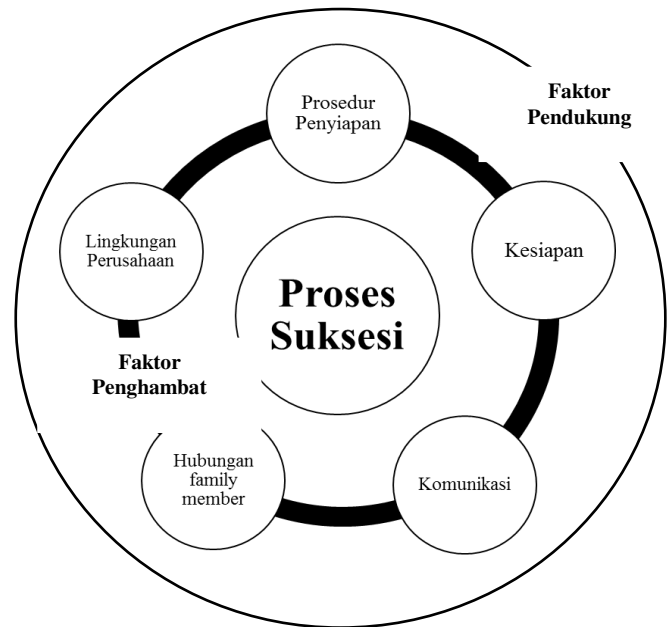 Faktor
Pendukung
Prosedur
Penyiapan
Lingkungan
Perusahaan
Kesiapan
Proses
Suksesi
Faktor
Penghambat
Hubungan
family
member
Komunikasi